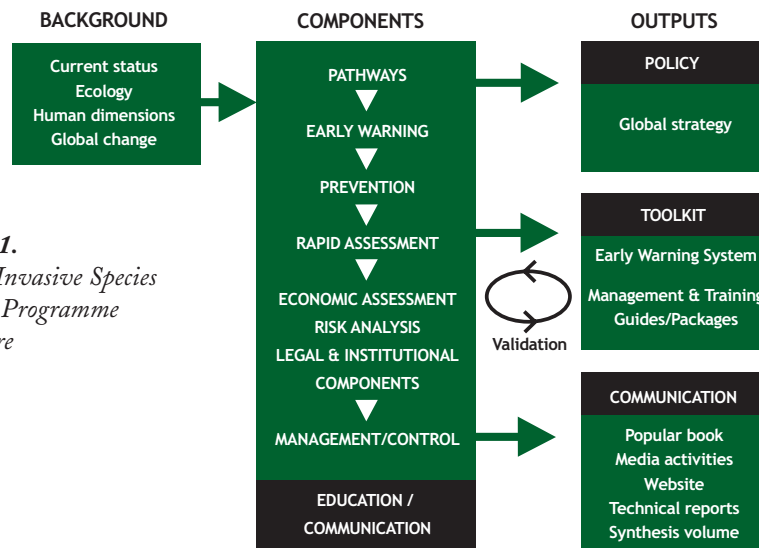 BACKGROUND
Current status
Ecology
Human dimensions
Global change
1.
Invasive Species
Programme
COMPONENTS
PATHWAYS
EARLY WARNING
PREVENTION
RAPID ASSESSMENT
ECONOMIC ASSESSMENT
RISK ANALYSIS
LEGAL & INSTITUTIONAL
COMPONENTS
MANAGEMENT/CONTROL
EDUCATION /
COMMUNICATION
Validation
OUTPUTS
POLICY
Global strategy
TOOLKIT
Early Warning System
Management & Training
Guides/Packages
COMMUNICATION
Popular book
Media activities
Website
Technical reports
Synthesis volume